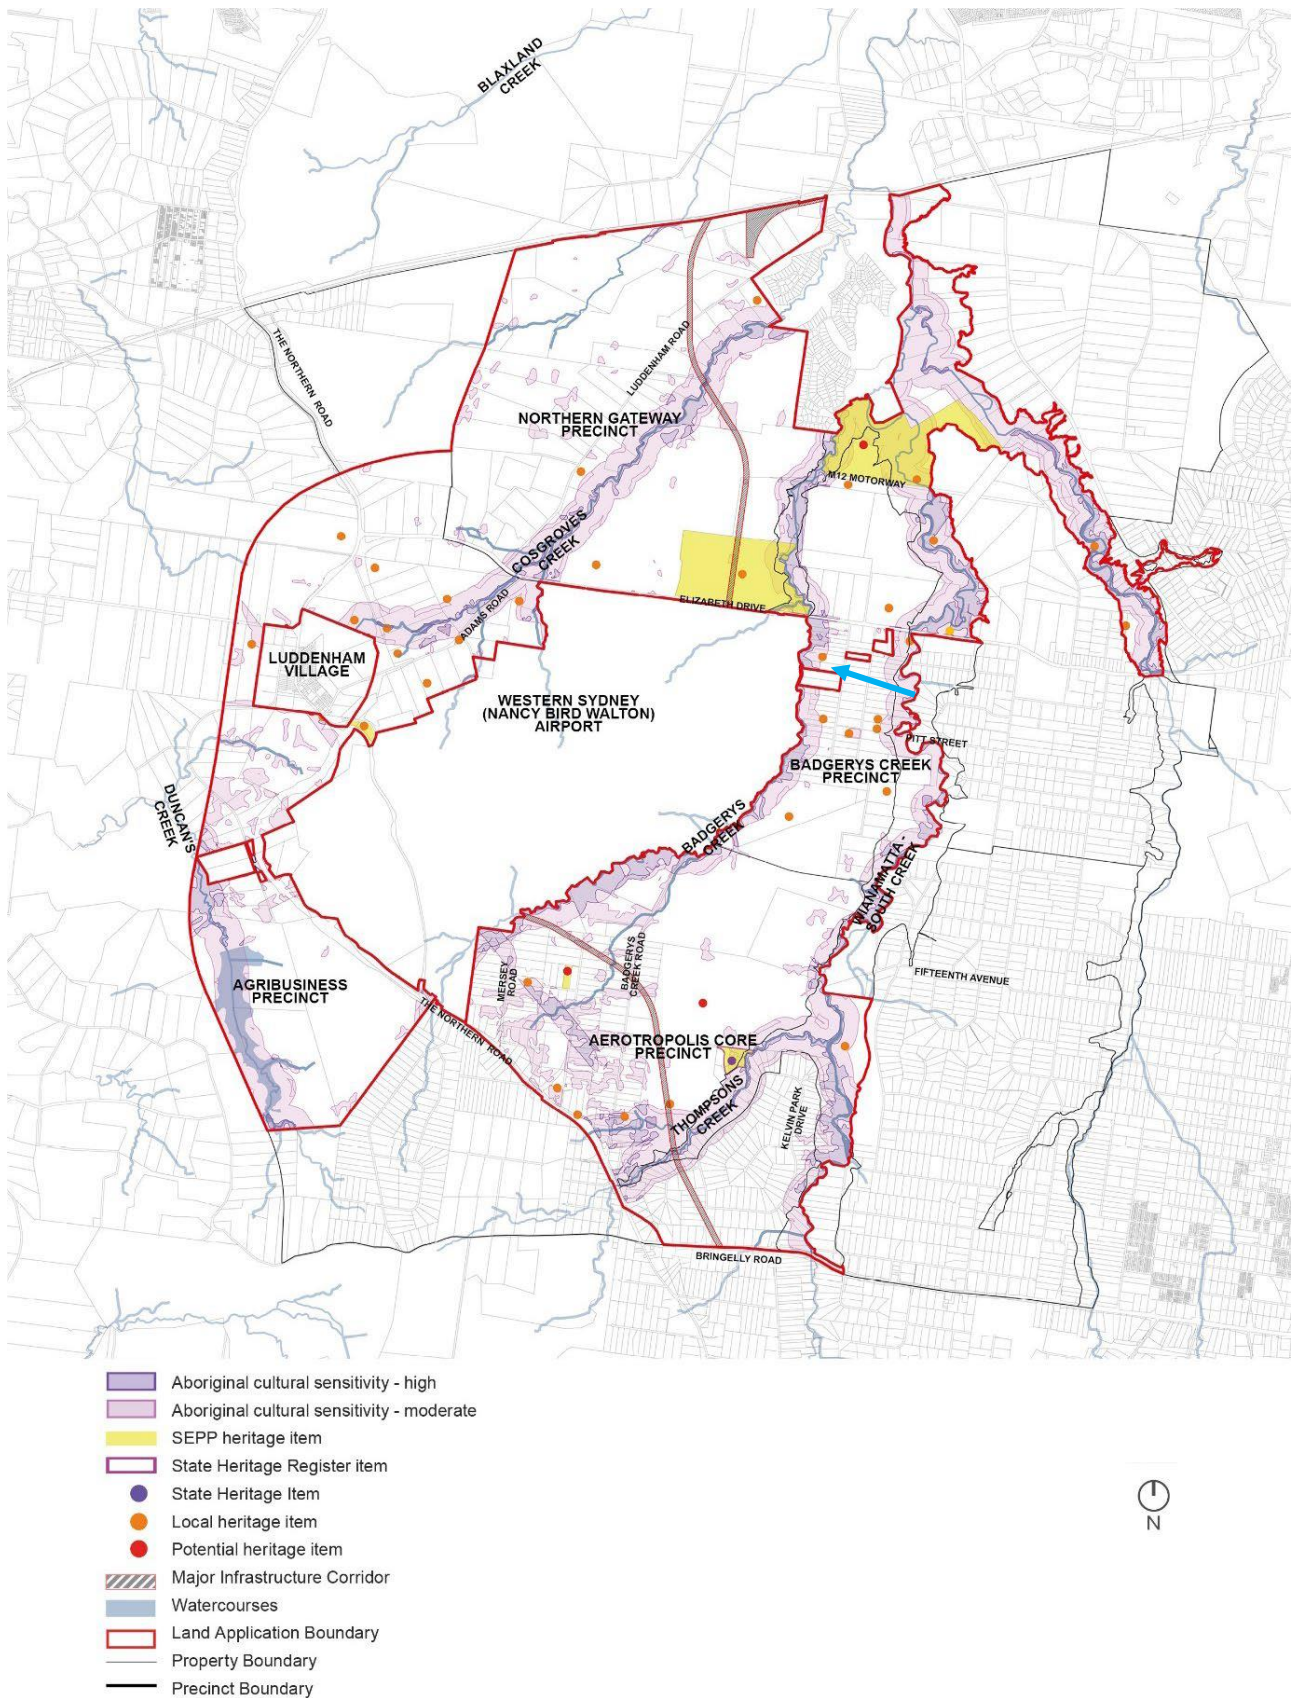 BLAXLAND
CREEK
THE NORTHERN ROAD
LUDDENHAM ROAD
NORTHERN GATEWAY
PRECINCT
M12 MOTORWAY
COSGROVES
CREEK
ADAMS ROAD
ELIZABETH DRIVE
LUDDENHAM
VILLAGE
WESTERN SYDNEY
(NANCY BIRD WALTON)
AIRPORT
PITT STREET
BADGERYS CREEK
PRECINCT
DUNCAN'S
CREEK
BADGERYS
CREEK
WIANAMATTA -
SOUTH CREEK
MERSEY
ROAD
BADGERYS
CREEK ROAD
FIFTEENTH AVENUE
AGRIBUSINESS
PRECINCT
THE NORTHERN ROAD
AEROTROPOLIS CORE
PRECINCT
THOMPSONS
CREEK
KELVIN PARK
DRIVE
BRINGELLY ROAD
Aboriginal cultural sensitivity - high
Aboriginal cultural sensitivity - moderate
SEPP heritage item
State Heritage Register item
State Heritage Item
Local heritage item
Potential heritage item
Major Infrastructure Corridor
Watercourses
Land Application Boundary
Property Boundary
Precinct Boundary
N